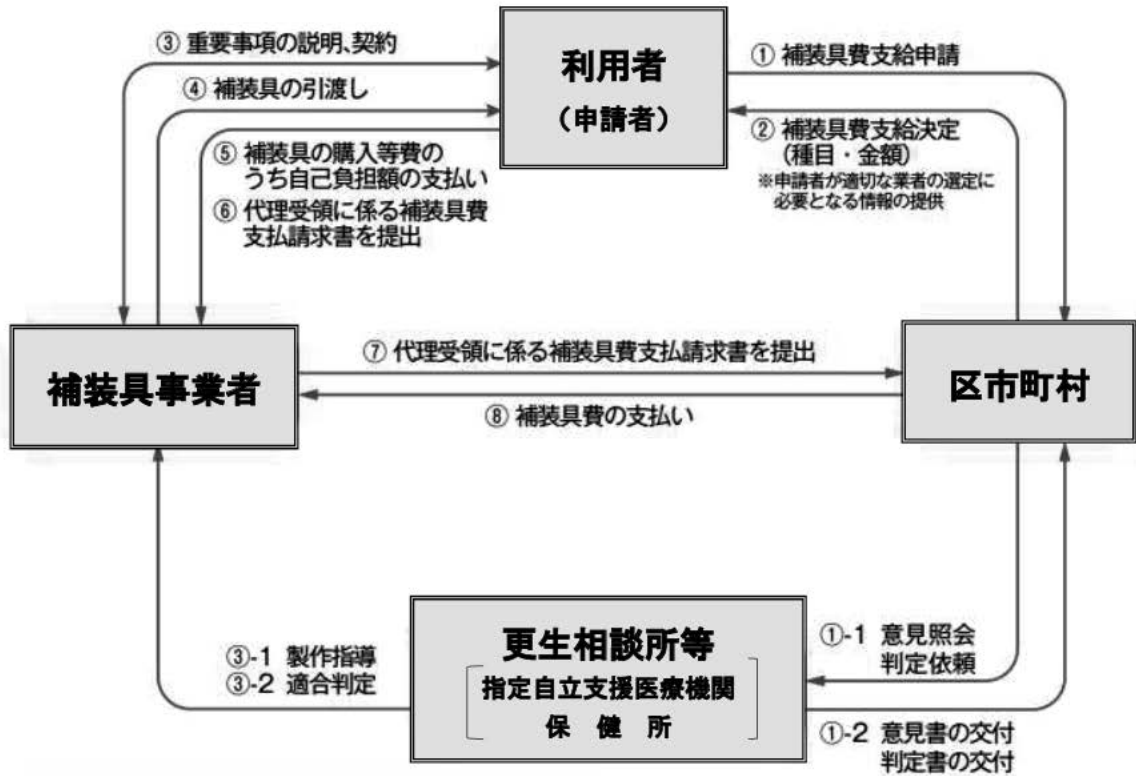 ③ 重要事項の説明、契約
④ 補装具の引渡し
利用者
（申請者）
① 補装具費支給申請
② 補装具費支給決定
（種目・金額）
※申請者が適切な業者の選定に
必要となる情報の提供
⑤ 補装具の購入等費の
うち自己負担額の支払い
⑥ 代理受領に係る補装具費
支払請求書を提出
補装具事業者
⑦ 代理受領に係る補装具費支払請求書を提出
⑧ 補装具費の支払い
区市町村
③-1 製作指導
③-2 適合判定
更生相談所等
指定自立支援医療機関
保　健　所
①-1 意見照会
判定依頼
①-2 意見書の交付
判定書の交付